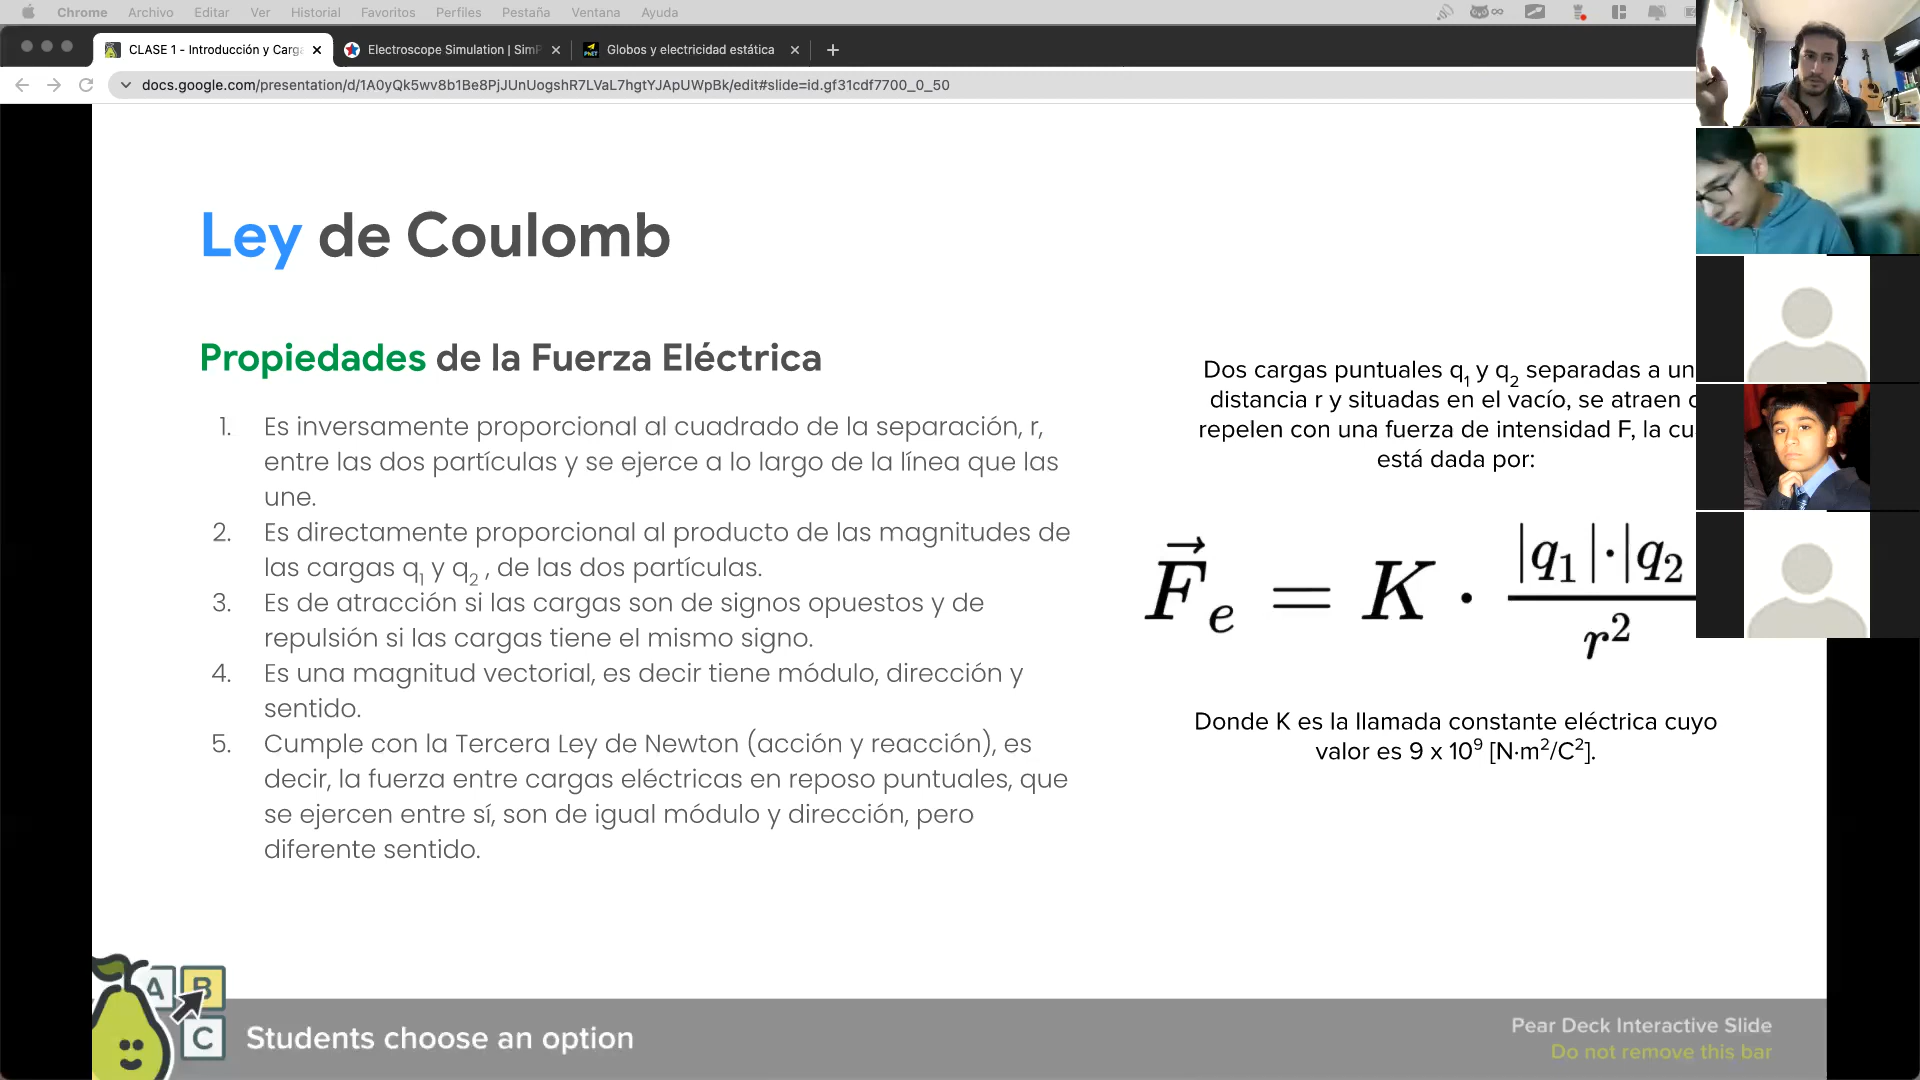 Chrome Archivo Editar Ver Historial Favoritos Perfiles Pestaña Ventana Ayuda
CLASE 1 - Introducción y Carg
Electroscope Simulation | Sim
Globos y electricidad estática
docs.google.com/presentation/d/1A0yQk5wv8b1Be8PjJUnUogshR7LVaL7hgtYJApUWpBk/edit#slide=id.gf31cdf7700_0_50
Ley de Coulomb
Propiedades de la Fuerza Eléctrica
1. Es inversamente proporcional al cuadrado de la separación, r,
entre las dos partículas y se ejerce a lo largo de la línea que las
une.
2. Es directamente proporcional al producto de las magnitudes de
las cargas q₁ y q₂ , de las dos partículas.
3. Es de atracción si las cargas son de signos opuestos y de
repulsión si las cargas tiene el mismo signo.
4. Es una magnitud vectorial, es decir tiene módulo, dirección y
sentido.
5. Cumple con la Tercera Ley de Newton (acción y reacción), es
decir, la fuerza entre cargas eléctricas en reposo puntuales, que
se ejercen entre sí, son de igual módulo y dirección, pero
diferente sentido.
Dos cargas puntuales q₁ y q₂ separadas a un
distancia r y situadas en el vacío, se atraen
repelen con una fuerza de intensidad F, la cu
está dada por:
F⃗e = K · |q₁|·|q₂ / r²
Donde K es la llamada constante eléctrica cuyo
valor es 9 x 10⁹ [N·m²/C²].
A B
C
Students choose an option
Pear Deck Interactive Slide
Do not remove this bar